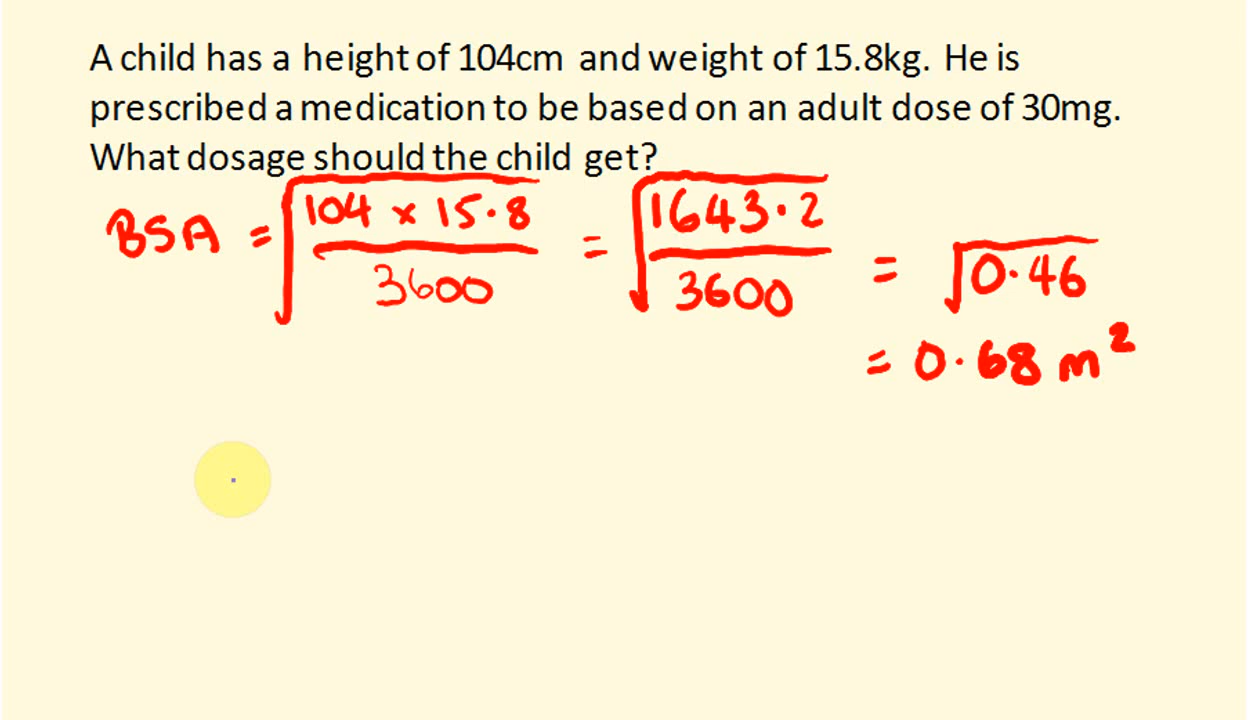 A child has a height of 104cm and weight of 15.8kg. He is
prescribed a medication to be based on an adult dose of 30mg.
What dosage should the child get?
BSA = √(104 × 15.8 / 3600) = √(1643.2 / 3600) = √0.46
= 0.68 m²